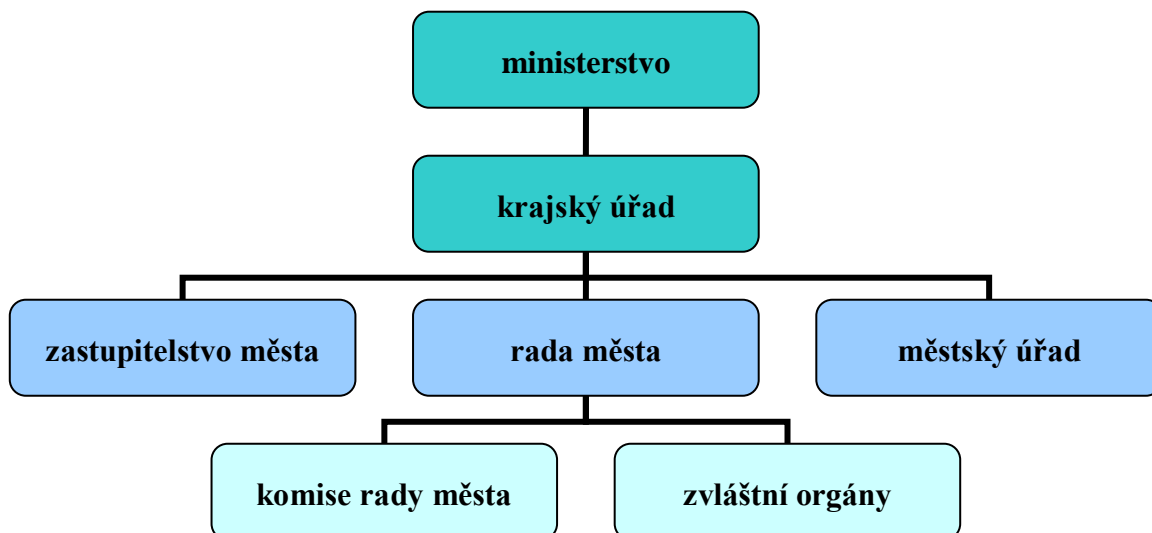 ministerstvo
krajský úřad
zastupitelstvo města
rada města
městský úřad
komise rady města
zvláštní orgány